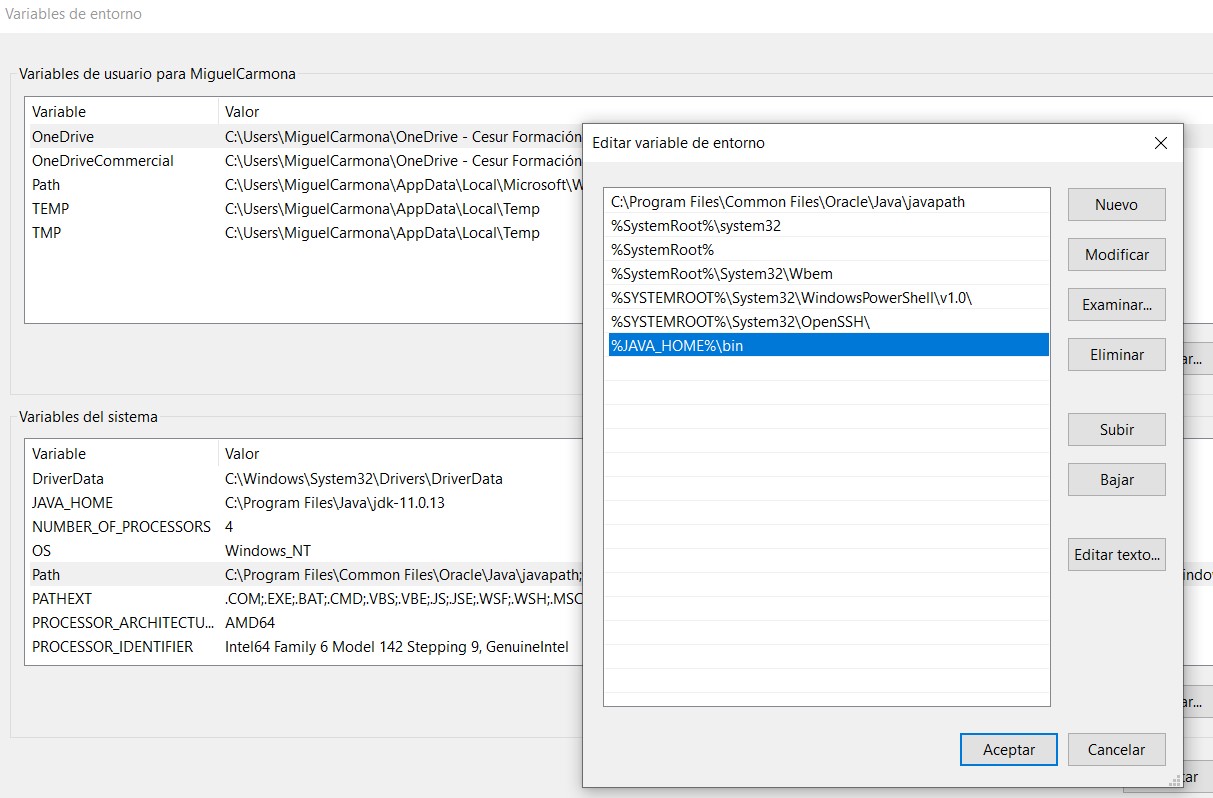 Variables de entorno
Variables de usuario para MiguelCarmona
Variable Valor
OneDrive C:\Users\MiguelCarmona\OneDrive - Cesur Formación
OneDriveCommercial C:\Users\MiguelCarmona\OneDrive - Cesur Formación
Path C:\Users\MiguelCarmona\AppData\Local\Microsoft\W
TEMP C:\Users\MiguelCarmona\AppData\Local\Temp
TMP C:\Users\MiguelCarmona\AppData\Local\Temp
ar...
Variables del sistema
Variable Valor
DriverData C:\Windows\System32\Drivers\DriverData
JAVA_HOME C:\Program Files\Java\jdk-11.0.13
NUMBER_OF_PROCESSORS 4
OS Windows_NT
Path C:\Program Files\Common Files\Oracle\Java\javapath;
indo
PATHEXT .COM;.EXE;.BAT;.CMD;.VBS;.VBE;.JS;.JSE;.WSF;.WSH;.MSC
PROCESSOR_ARCHITECTU... AMD64
PROCESSOR_IDENTIFIER Intel64 Family 6 Model 142 Stepping 9, GenuineIntel
ar...
tar
Editar variable de entorno
C:\Program Files\Common Files\Oracle\Java\javapath
%SystemRoot%\system32
%SystemRoot%
%SystemRoot%\System32\Wbem
%SYSTEMROOT%\System32\WindowsPowerShell\v1.0\
%SYSTEMROOT%\System32\OpenSSH\
%JAVA_HOME%\bin
Nuevo
Modificar
Examinar...
Eliminar
Subir
Bajar
Editar texto...
Aceptar
Cancelar